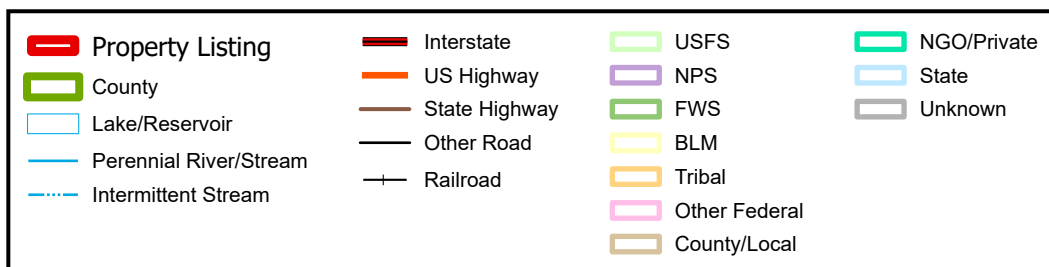 Property Listing
County
Lake/Reservoir
Perennial River/Stream
Intermittent Stream
Interstate
US Highway
State Highway
Other Road
Railroad
USFS
NPS
FWS
BLM
Tribal
Other Federal
County/Local
NGO/Private
State
Unknown